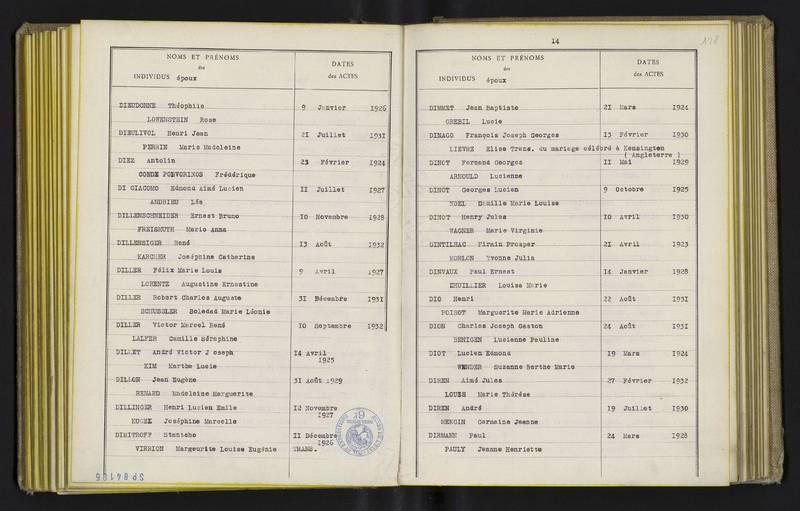 NOMS ET PRÉNOMS
des
INDIVIDUS époux
DATES
des ACTES
DIEUDONNE Théophile 9 Janvier 1926
LOWENSTEIN Rose
DIEULIVOL Henri Jean 21 Juillet 1931
PERRIN Marie Madeleine
DIEZ Antolin 23 Février 1924
CONDE Frédérique
DI GIACOMO Edmond Aimé Lucien 11 Juillet 1927
ANDRIEU Léa
DILLENSCHNEIDER Ernest Bruno 10 Novembre 1928
FREISMUTH Marie Anna
DILLENSIGER René 13 Août 1932
KARCHER Joséphine Catherine
DILLER Félix Marie Louis 9 Avril 1927
LORENTZ Augustine Ernestine
DILLER Robert Charles Auguste 31 Décembre 1931
SCHUSSLER Soledad Marie Léonie
DILLER Victor Marcel René 10 Septembre 1932
LALFER Camille Séraphine
DILLET André Victor J oseph 14 Avril
1925
KIM Marthe Lucie
DILLON Jean Eugène 31 Août 1929
RENARD Madeleine Marguerite
DILLINGER Henri Lucien Emile 12 Novembre
1927
KUGEL Joséphine Marcelle
DIMITROFF Stantcho 11 Décembre
1926
VIRRION Margeurite Louise Eugénie TRANS.
19
SP84195
14
NOMS ET PRÉNOMS
des
INDIVIDUS époux
DATES
des ACTES
DIMMET Jean Baptiste 21 Mars 1924
GREBIL Lucie
DINAGO François Joseph Georges 13 Février 1930
LIEVRE Elise Trans. du mariage célébré à Kensington
( Angleterre )
DINOT Fernand Georges 11 Mai 1929
ARNOULD Lucienne
DINOT Georges Lucien 9 Octobre 1925
NOEL Camille Marie Louise
DINOT Henry Jules 10 Avril 1930
WAGNER Marie Virginie
DINTILHAC Firmin Prosper 21 Avril 1923
MORLON Yvonne Julia
DINVAUX Paul Ernest 14 Janvier 1928
LHUILLIER Louise Marie
DIO Henri 22 Août 1931
POIROT Marguerite Marie Adrienne
DION Charles Joseph Gaston 24 Août 1931
BENIGEN Lucienne Pauline
DIOT Lucien Edmond 19 Mars 1924
WENDER Suzanne Berthe Marie
DIREN Aimé Jules 27 Février 1932
LOUIS Marie Thérèse
DIREN André 19 Juillet 1930
Germaine Jeanne
DIRMANN Paul 24 Mars 1928
PAULY Jeanne Henriette